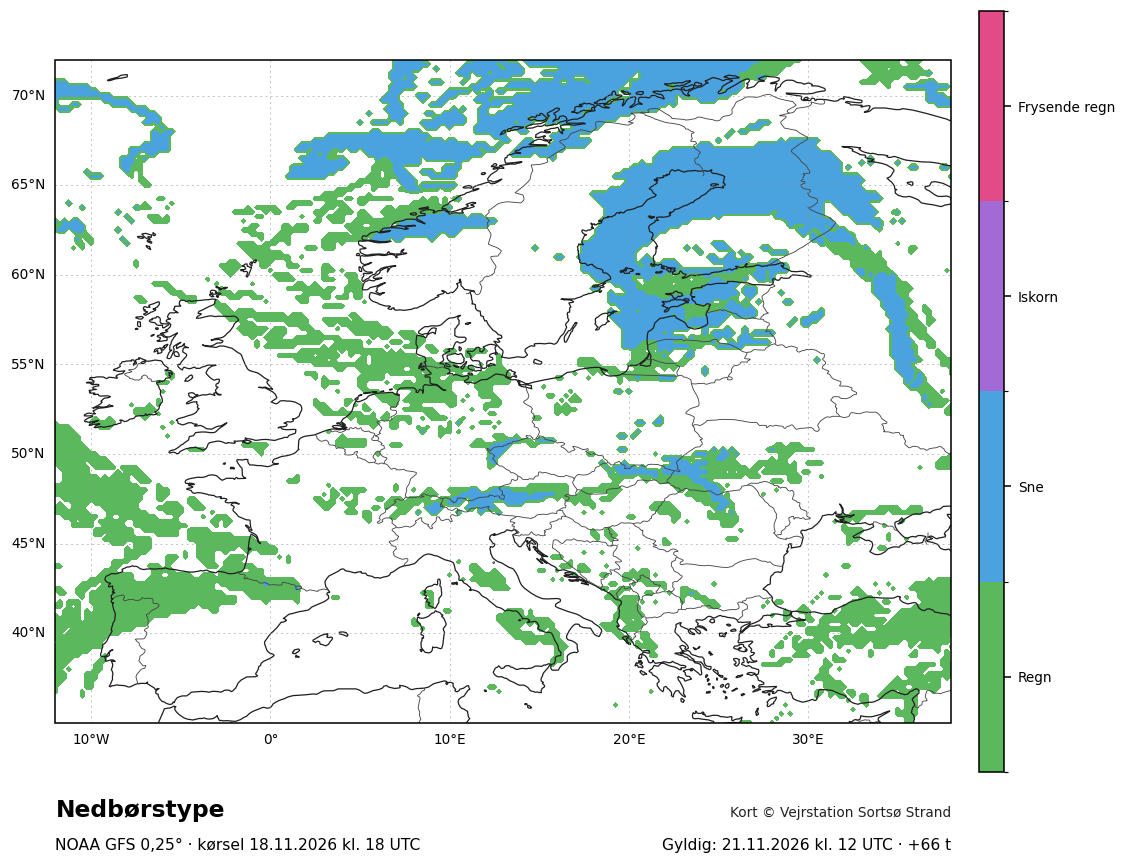 70°N
65°N
60°N
55°N
50°N
45°N
40°N
10°W
0°
10°E
20°E
30°E
Frysende regn
Iskorn
Sne
Regn
Nedbørstype
Kort © Vejrstation Sortsø Strand
NOAA GFS 0,25° · kørsel 18.11.2026 kl. 18 UTC
Gyldig: 21.11.2026 kl. 12 UTC · +66 t